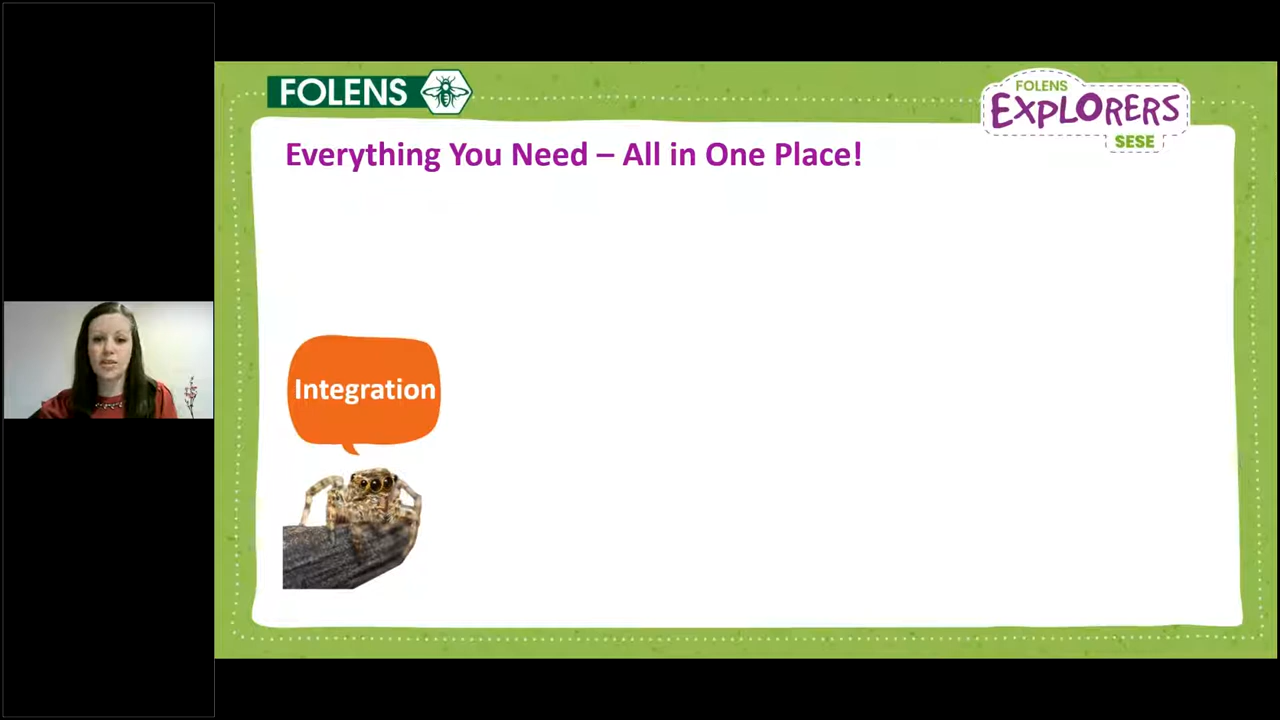 FOLENS
FOLENS
EXPLORERS
SESE
Everything You Need – All in One Place!
Integration